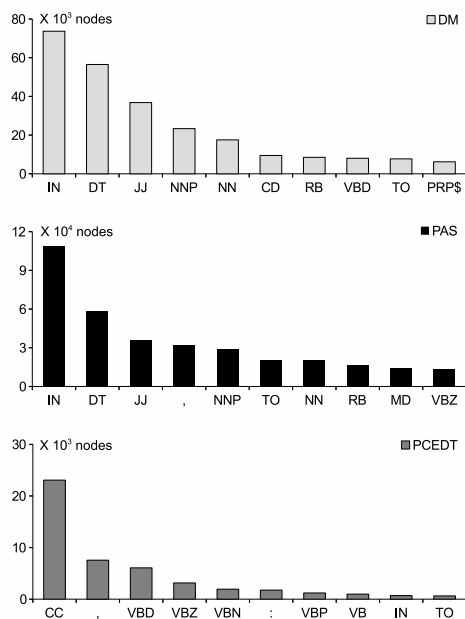 X 10³ nodes DM
80
60
40
20
0
IN DT JJ NNP NN CD RB VBD TO PRP$
X 10⁴ nodes PAS
12
9
6
3
0
IN DT JJ , NNP TO NN RB MD VBZ
X 10³ nodes PCEDT
30
20
10
0
CC , VBD VBZ VBN : VBP VB IN TO